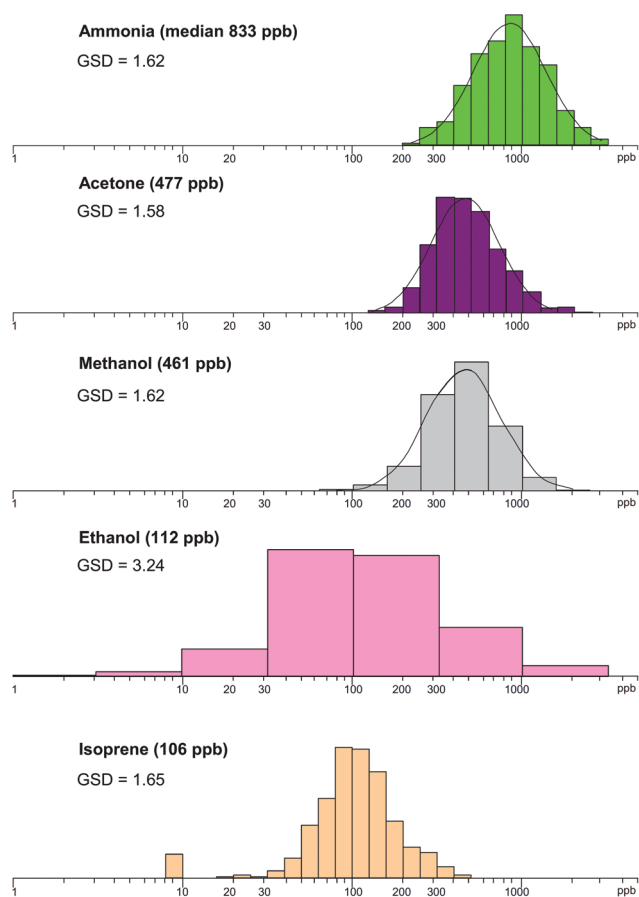 Ammonia (median 833 ppb)
GSD = 1.62
1 10 20 30 100 200 300 1000 ppb
Acetone (477 ppb)
GSD = 1.58
1 10 20 30 100 200 300 1000 ppb
Methanol (461 ppb)
GSD = 1.62
1 10 20 30 100 200 300 1000 ppb
Ethanol (112 ppb)
GSD = 3.24
1 10 20 30 100 200 300 1000 ppb
Isoprene (106 ppb)
GSD = 1.65
1 10 20 30 100 200 300 1000 ppb